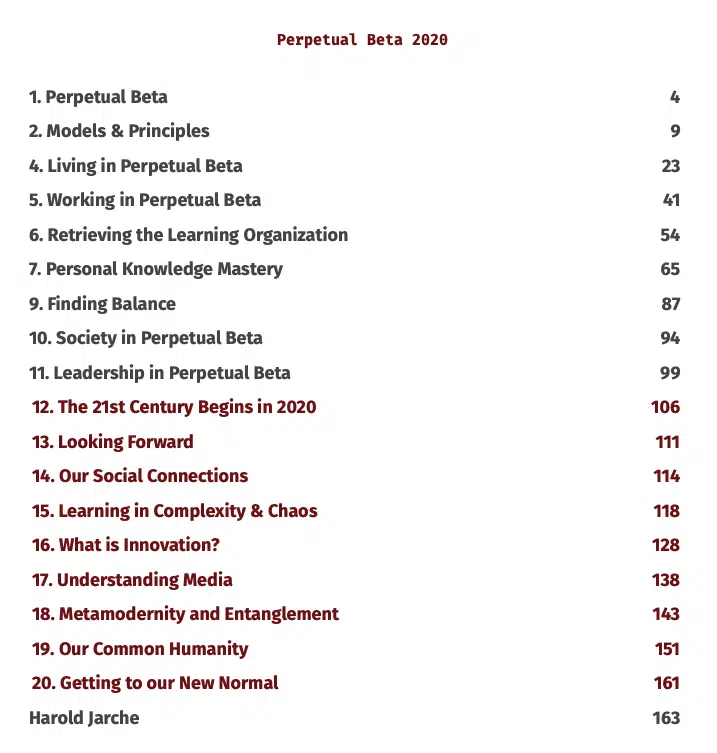 Perpetual Beta 2020
1. Perpetual Beta 4
2. Models & Principles 9
4. Living in Perpetual Beta 23
5. Working in Perpetual Beta 41
6. Retrieving the Learning Organization 54
7. Personal Knowledge Mastery 65
9. Finding Balance 87
10. Society in Perpetual Beta 94
11. Leadership in Perpetual Beta 99
12. The 21st Century Begins in 2020 106
13. Looking Forward 111
14. Our Social Connections 114
15. Learning in Complexity & Chaos 118
16. What is Innovation? 128
17. Understanding Media 138
18. Metamodernity and Entanglement 143
19. Our Common Humanity 151
20. Getting to our New Normal 161
Harold Jarche 163